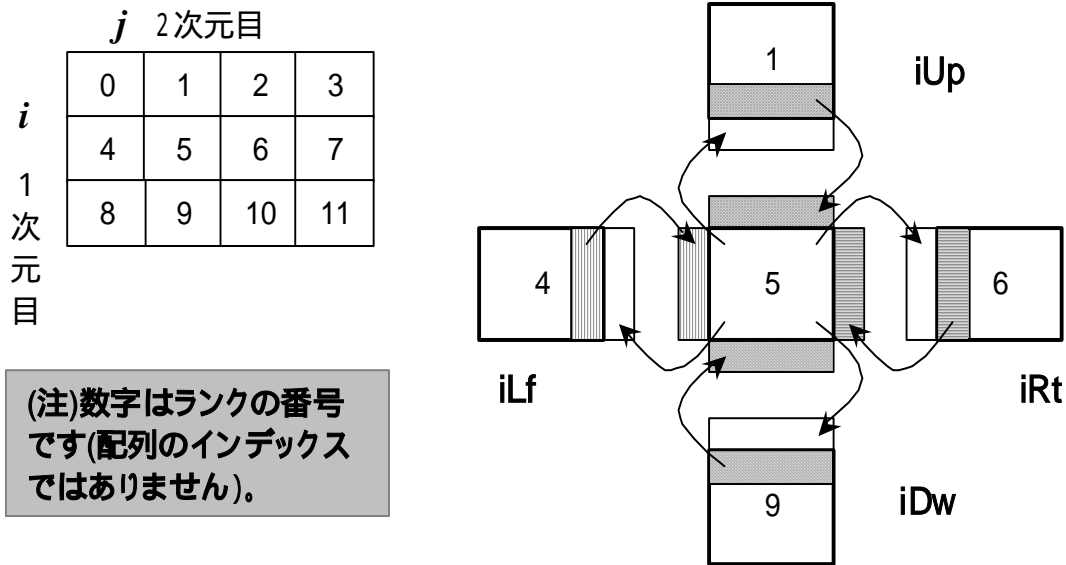 j 2次元目
i
1
次
元
目
0 1 2 3
4 5 6 7
8 9 10 11
(注)数字はランクの番号
です(配列のインデックス
ではありません)。
1
iUp
4
5
6
iLf
iRt
9
iDw